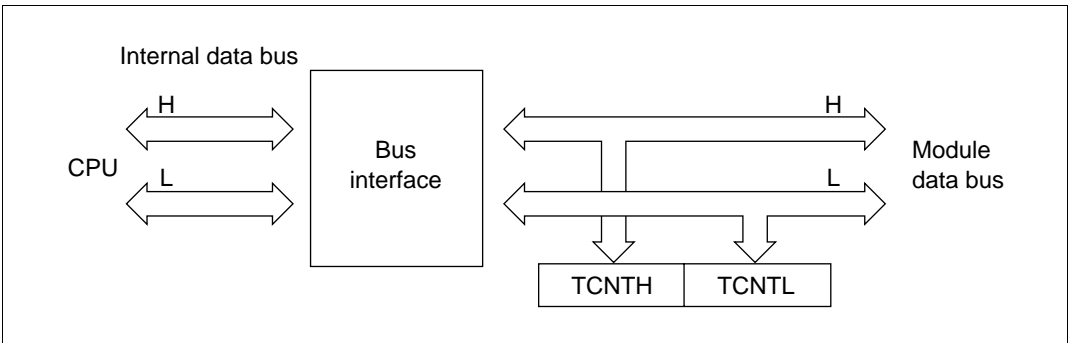 Internal data bus
H
H
CPU
Bus
interface
Module
data bus
L
L
TCNTH
TCNTL